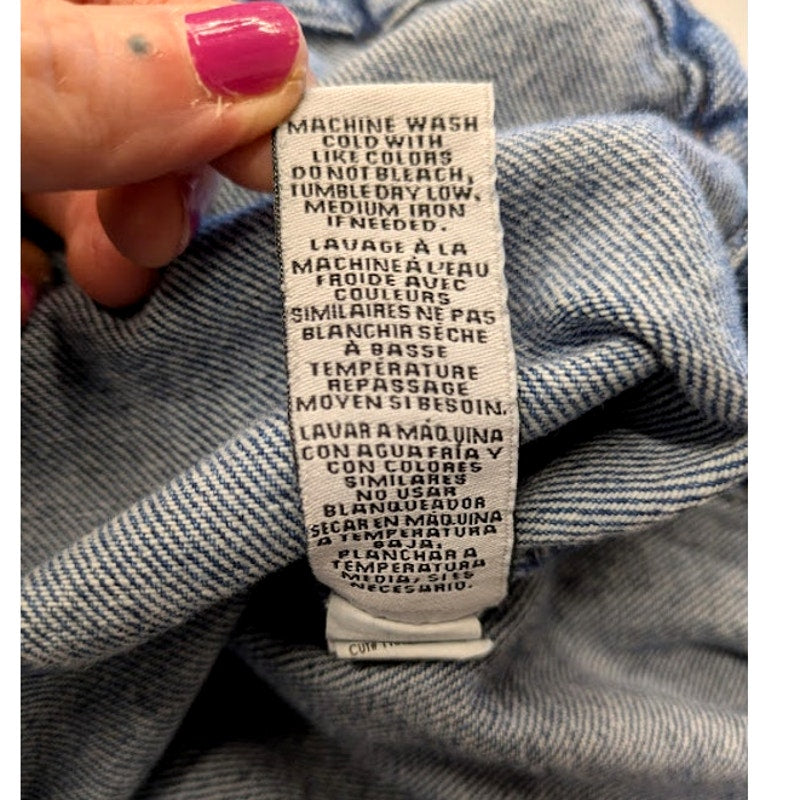 MACHINE WASH
COLD WITH
LIKE COLORS
DO NOT BLEACH,
TUMBLE DRY LOW,
MEDIUM IRON
IF NEEDED.
LAVAGE À LA
MACHINE À L'EAU
FROIDE AVEC
COULEURS
SIMILAIRES NE PAS
BLANCHIR SÈCHE
À BASSE
TEMPÉRATURE
REPASSAGE
MOYEN SI BESOIN.
LAVAR A MÁQUINA
CON AGUA FRÍA Y
CON COLORES
SIMILARES
NO USAR
BLANQUEADOR
SECAR EN MÁQUINA
A TEMPERATURA
BAJA,
PLANCHAR A
TEMPERATURA
MEDIA, SI ES
NECESARIO.
CUT#